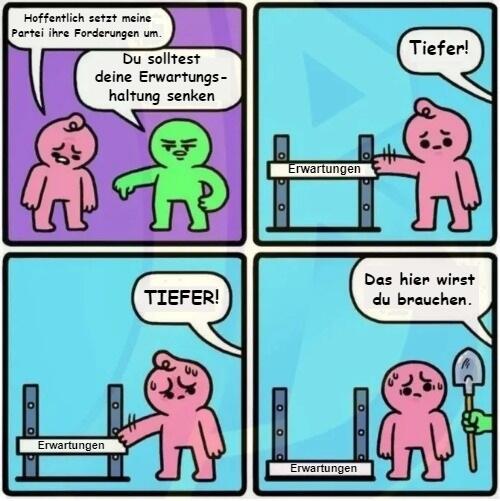 Hoffentlich setzt meine
Partei ihre Forderungen um.
Du solltest
deine Erwartungs-
haltung senken
Tiefer!
Erwartungen
TIEFER!
Erwartungen
Das hier wirst
du brauchen.
Erwartungen